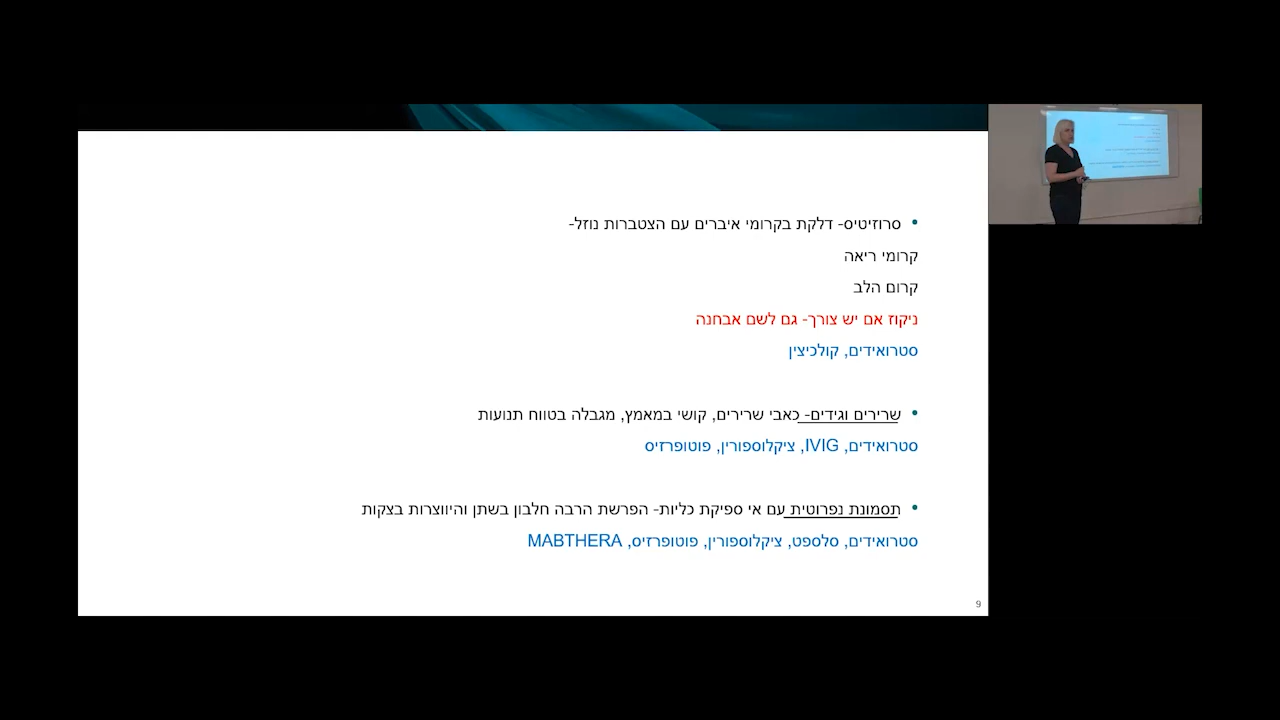 סרוזיטיס- דלקת בקרומי איברים עם הצטברות נוזל-
קרומי ריאה
קרום הלב
ניקוז אם יש צורך- גם לשם אבחנה
סטרואידים, קולכיצין
שרירים וגידים- כאבי שרירים, קושי במאמץ, מגבלה בטווח תנועות
סטרואידים, IVIG, ציקלוספורין, פוטופרזיס
תסמונת נפרוטית עם אי ספיקת כליות- הפרשת הרבה חלבון בשתן והיווצרות בצקות
סטרואידים, סלספט, ציקלוספורין, פוטופרזיס, MABTHERA
9